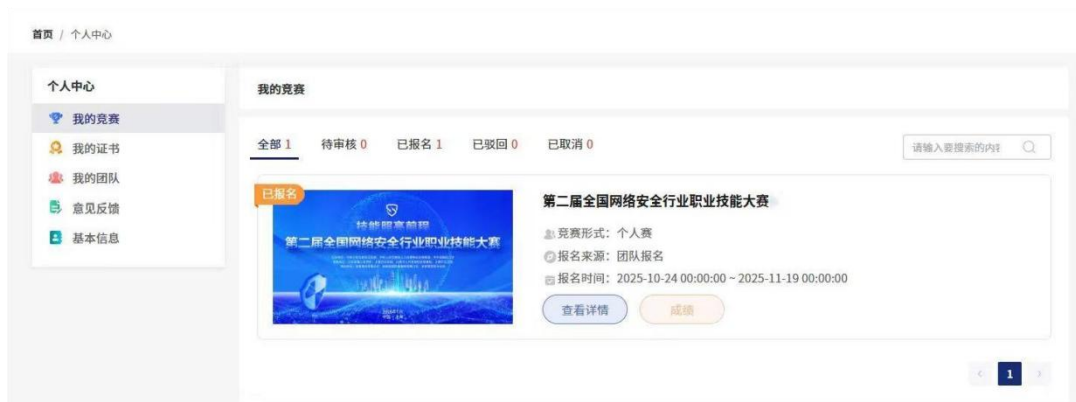 首页 / 个人中心
个人中心
我的竞赛
我的证书
我的团队
意见反馈
基本信息
我的竞赛
全部 1 待审核 0 已报名 1 已驳回 0 已取消 0
请输入要搜索的内
已报名
技能照亮前程
第二届全国网络安全行业职业技能大赛
第二届全国网络安全行业职业技能大赛
竞赛形式：个人赛
报名来源：团队报名
报名时间：2025-10-24 00:00:00 ~ 2025-11-19 00:00:00
查看详情 成绩
1